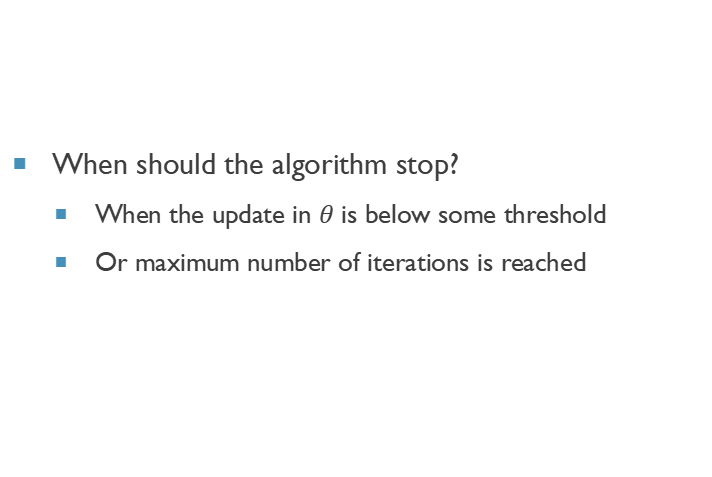 When should the algorithm stop?
When the update in θ is below some threshold
Or maximum number of iterations is reached